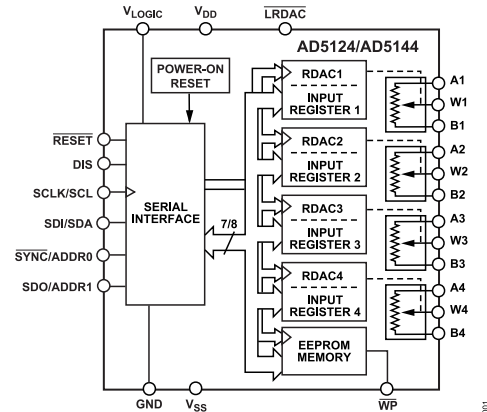 VLOGIC
VDD
LRDAC
AD5124/AD5144
POWER-ON
RESET
RDAC1
INPUT
REGISTER 1
A1
W1
B1
RESET
DIS
SCLK/SCL
SDI/SDA
SYNC/ADDR0
SDO/ADDR1
SERIAL
INTERFACE
7/8
RDAC2
INPUT
REGISTER 2
A2
W2
B2
RDAC3
INPUT
REGISTER 3
A3
W3
B3
RDAC4
INPUT
REGISTER 4
A4
W4
B4
EEPROM
MEMORY
GND
VSS
WP